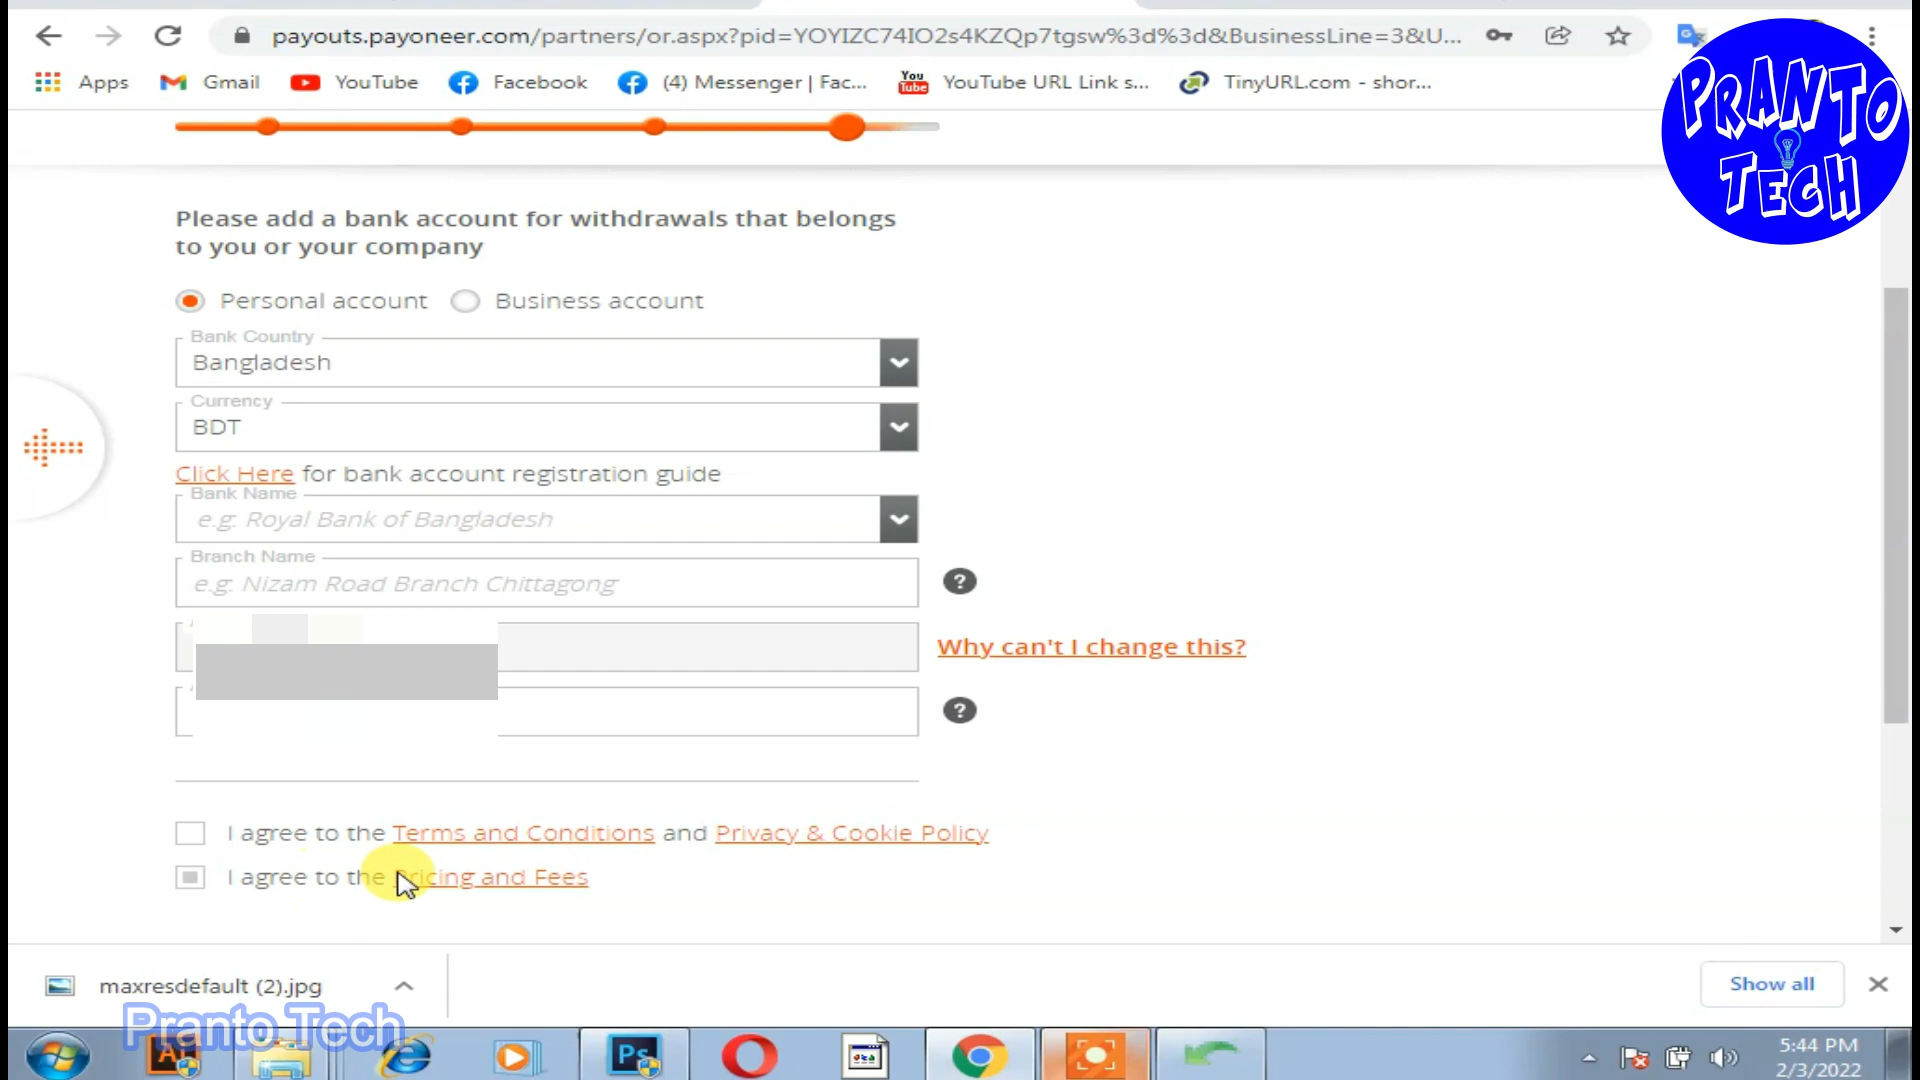 payouts.payoneer.com/partners/or.aspx?pid=YOYIZC74IO2s4KZQp7tgsw%3d%3d&BusinessLine=3&U...
Apps Gmail YouTube Facebook (4) Messenger | Fac... You Tube YouTube URL Link s... TinyURL.com - shor...
PRANTO
TECH
Please add a bank account for withdrawals that belongs
to you or your company
Personal account Business account
Bank Country
Bangladesh
Currency
BDT
Click Here for bank account registration guide
Bank Name
e.g: Royal Bank of Bangladesh
Branch Name
e.g: Nizam Road Branch Chittagong
?
Why can't I change this?
?
I agree to the Terms and Conditions and Privacy & Cookie Policy
I agree to the Pricing and Fees
maxresdefault (2).jpg
Show all
Pranto Tech
Ai
Ps
5:44 PM
2/3/2022